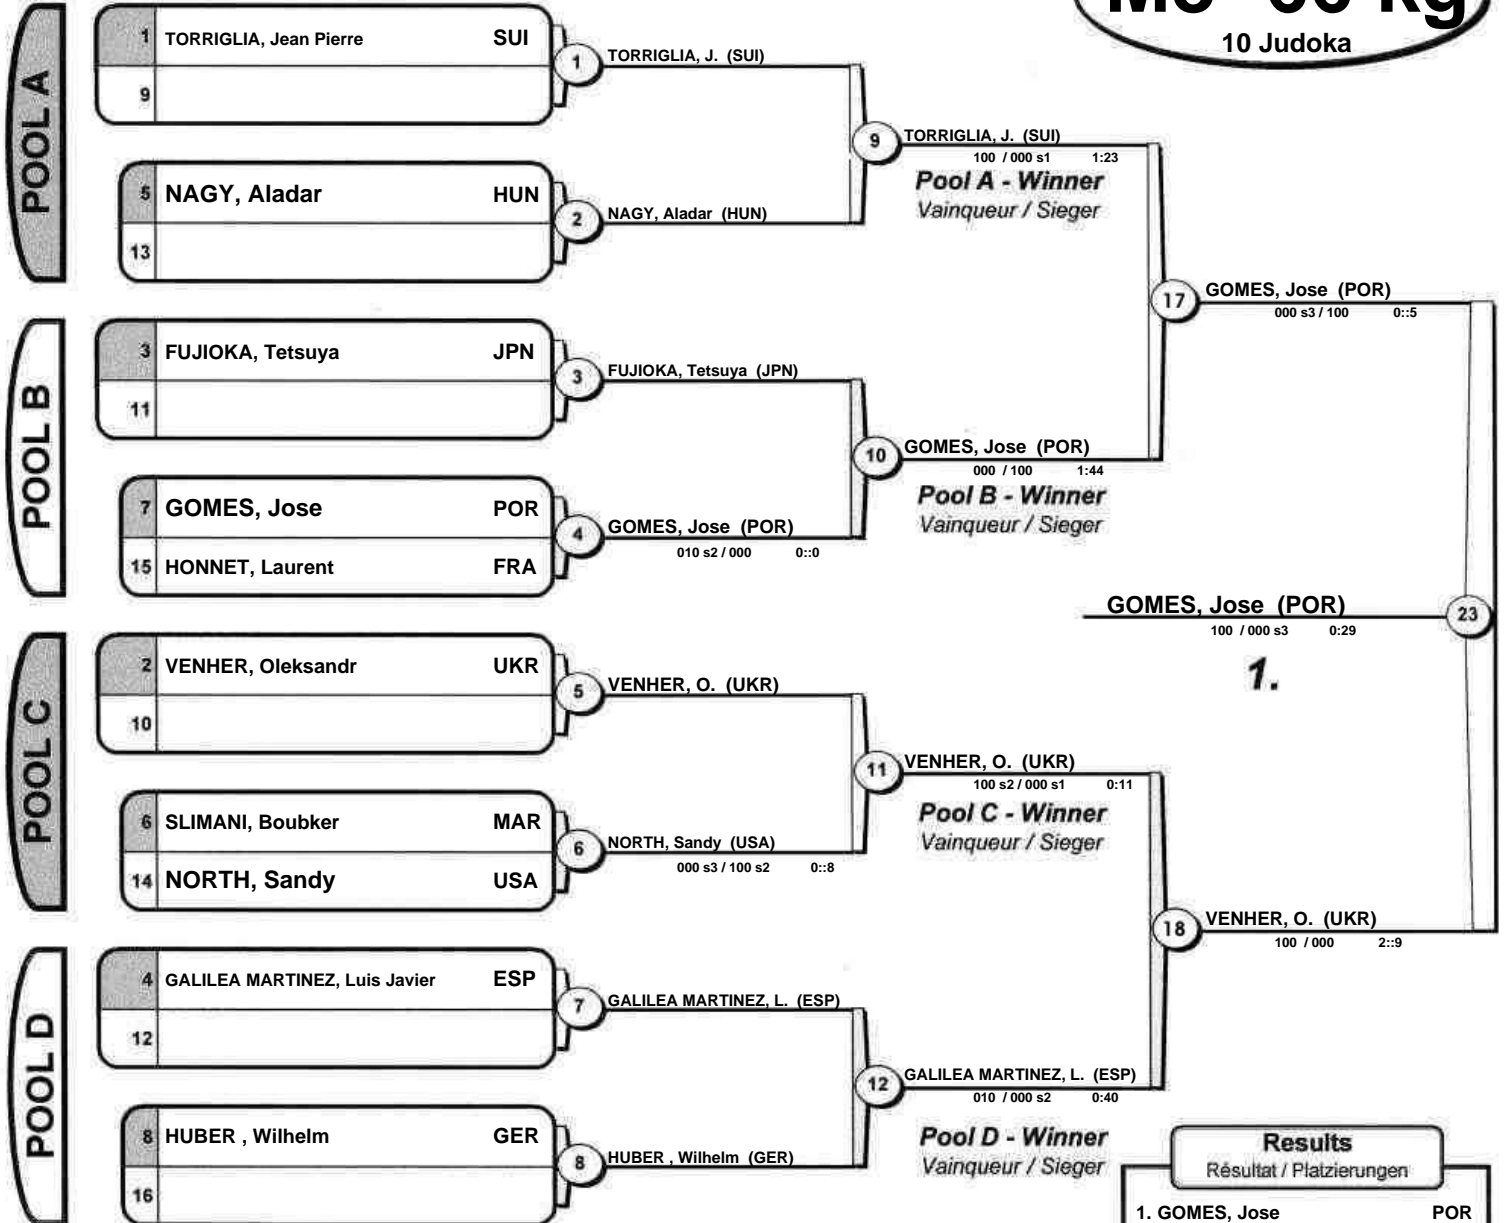 10 Judoka
POOL A
1 TORRIGLIA, Jean Pierre SUI
9
5 NAGY, Aladar HUN
13
1 TORRIGLIA, J. (SUI)
2 NAGY, Aladar (HUN)
9 TORRIGLIA, J. (SUI)
100 / 000 s1 1:23
Pool A - Winner
Vainqueur / Sieger
POOL B
3 FUJIOKA, Tetsuya JPN
11
7 GOMES, Jose POR
15 HONNET, Laurent FRA
3 FUJIOKA, Tetsuya (JPN)
4 GOMES, Jose (POR)
010 s2 / 000 0::0
10 GOMES, Jose (POR)
000 / 100 1:44
Pool B - Winner
Vainqueur / Sieger
17 GOMES, Jose (POR)
000 s3 / 100 0::5
POOL C
2 VENHER, Oleksandr UKR
10
6 SLIMANI, Boubker MAR
14 NORTH, Sandy USA
5 VENHER, O. (UKR)
6 NORTH, Sandy (USA)
000 s3 / 100 s2 0::8
11 VENHER, O. (UKR)
100 s2 / 000 s1 0:11
Pool C - Winner
Vainqueur / Sieger
POOL D
4 GALILEA MARTINEZ, Luis Javier ESP
12
8 HUBER , Wilhelm GER
16
7 GALILEA MARTINEZ, L. (ESP)
8 HUBER , Wilhelm (GER)
12 GALILEA MARTINEZ, L. (ESP)
010 / 000 s2 0:40
Pool D - Winner
Vainqueur / Sieger
18 VENHER, O. (UKR)
100 / 000 2::9
GOMES, Jose (POR) 23
100 / 000 s3 0:29
1.
Results
Résultat / Platzierungen
1. GOMES, Jose POR